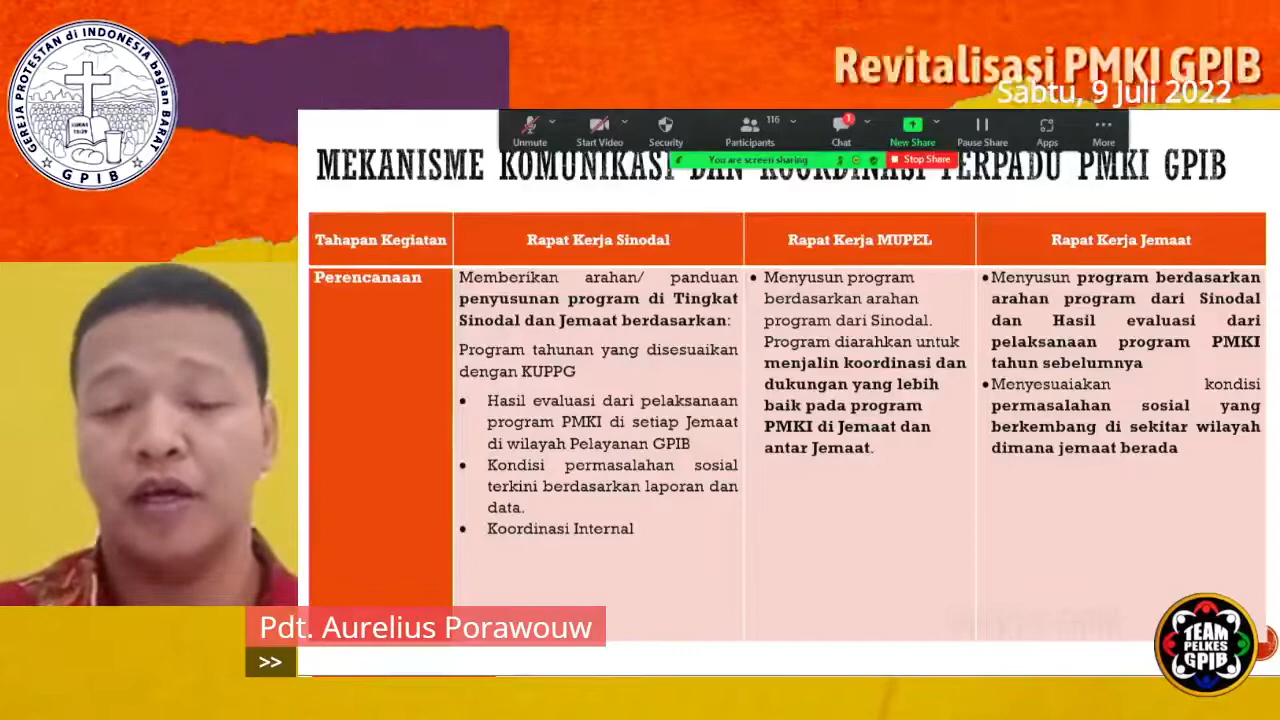 GEREJA PROTESTAN di INDONESIA bagian BARAT
LUKAS
13:29
GPIB
Revitalisasi PMKI GPIB
Sabtu, 9 Juli 2022
116
1
Unmute
Start Video
Security
Participants
Chat
New Share
Pause Share
Apps
More
You are screen sharing
Stop Share
MEKANISME KOMUNIKASI DAN KOORDINASI TERPADU PMKI GPIB
Tahapan Kegiatan
Rapat Kerja Sinodal
Rapat Kerja MUPEL
Rapat Kerja Jemaat
Perencanaan
Memberikan arahan/ panduan
penyusunan program di Tingkat
Sinodal dan Jemaat berdasarkan:
Program tahunan yang disesuaikan
dengan KUPPG
• Hasil evaluasi dari pelaksanaan
program PMKI di setiap Jemaat
di wilayah Pelayanan GPIB
• Kondisi permasalahan sosial
terkini berdasarkan laporan dan
data.
• Koordinasi Internal
• Menyusun program
berdasarkan arahan
program dari Sinodal.
Program diarahkan untuk
menjalin koordinasi dan
dukungan yang lebih
baik pada program
PMKI di Jemaat dan
antar Jemaat.
• Menyusun program berdasarkan
arahan program dari Sinodal
dan Hasil evaluasi dari
pelaksanaan program PMKI
tahun sebelumnya
• Menyesuaiakan kondisi
permasalahan sosial yang
berkembang di sekitar wilayah
dimana jemaat berada
Pdt. Aurelius Porawouw
>>
TEAM
PELKES
GPIB